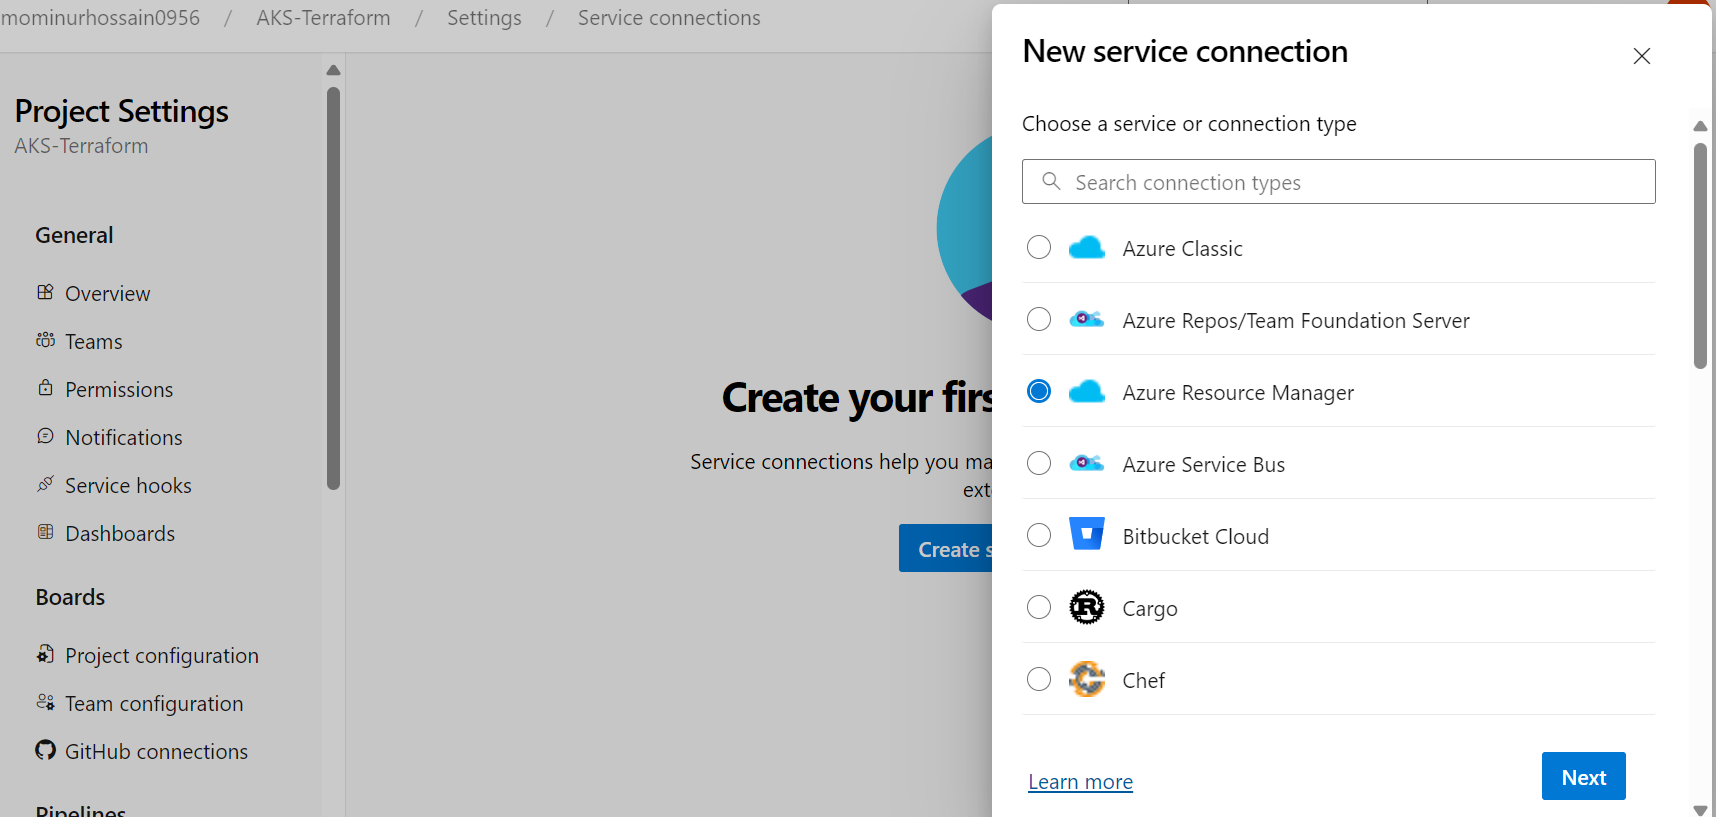 mominurhossain0956 / AKS-Terraform / Settings / Service connections
Project Settings
AKS-Terraform
General
Overview
Teams
Permissions
Notifications
Service hooks
Dashboards
Boards
Project configuration
Team configuration
GitHub connections
Pipelines
Create your firs
Service connections help you ma
ext
Create s
New service connection
Choose a service or connection type
Search connection types
Azure Classic
Azure Repos/Team Foundation Server
Azure Resource Manager
Azure Service Bus
Bitbucket Cloud
Cargo
Chef
Learn more
Next